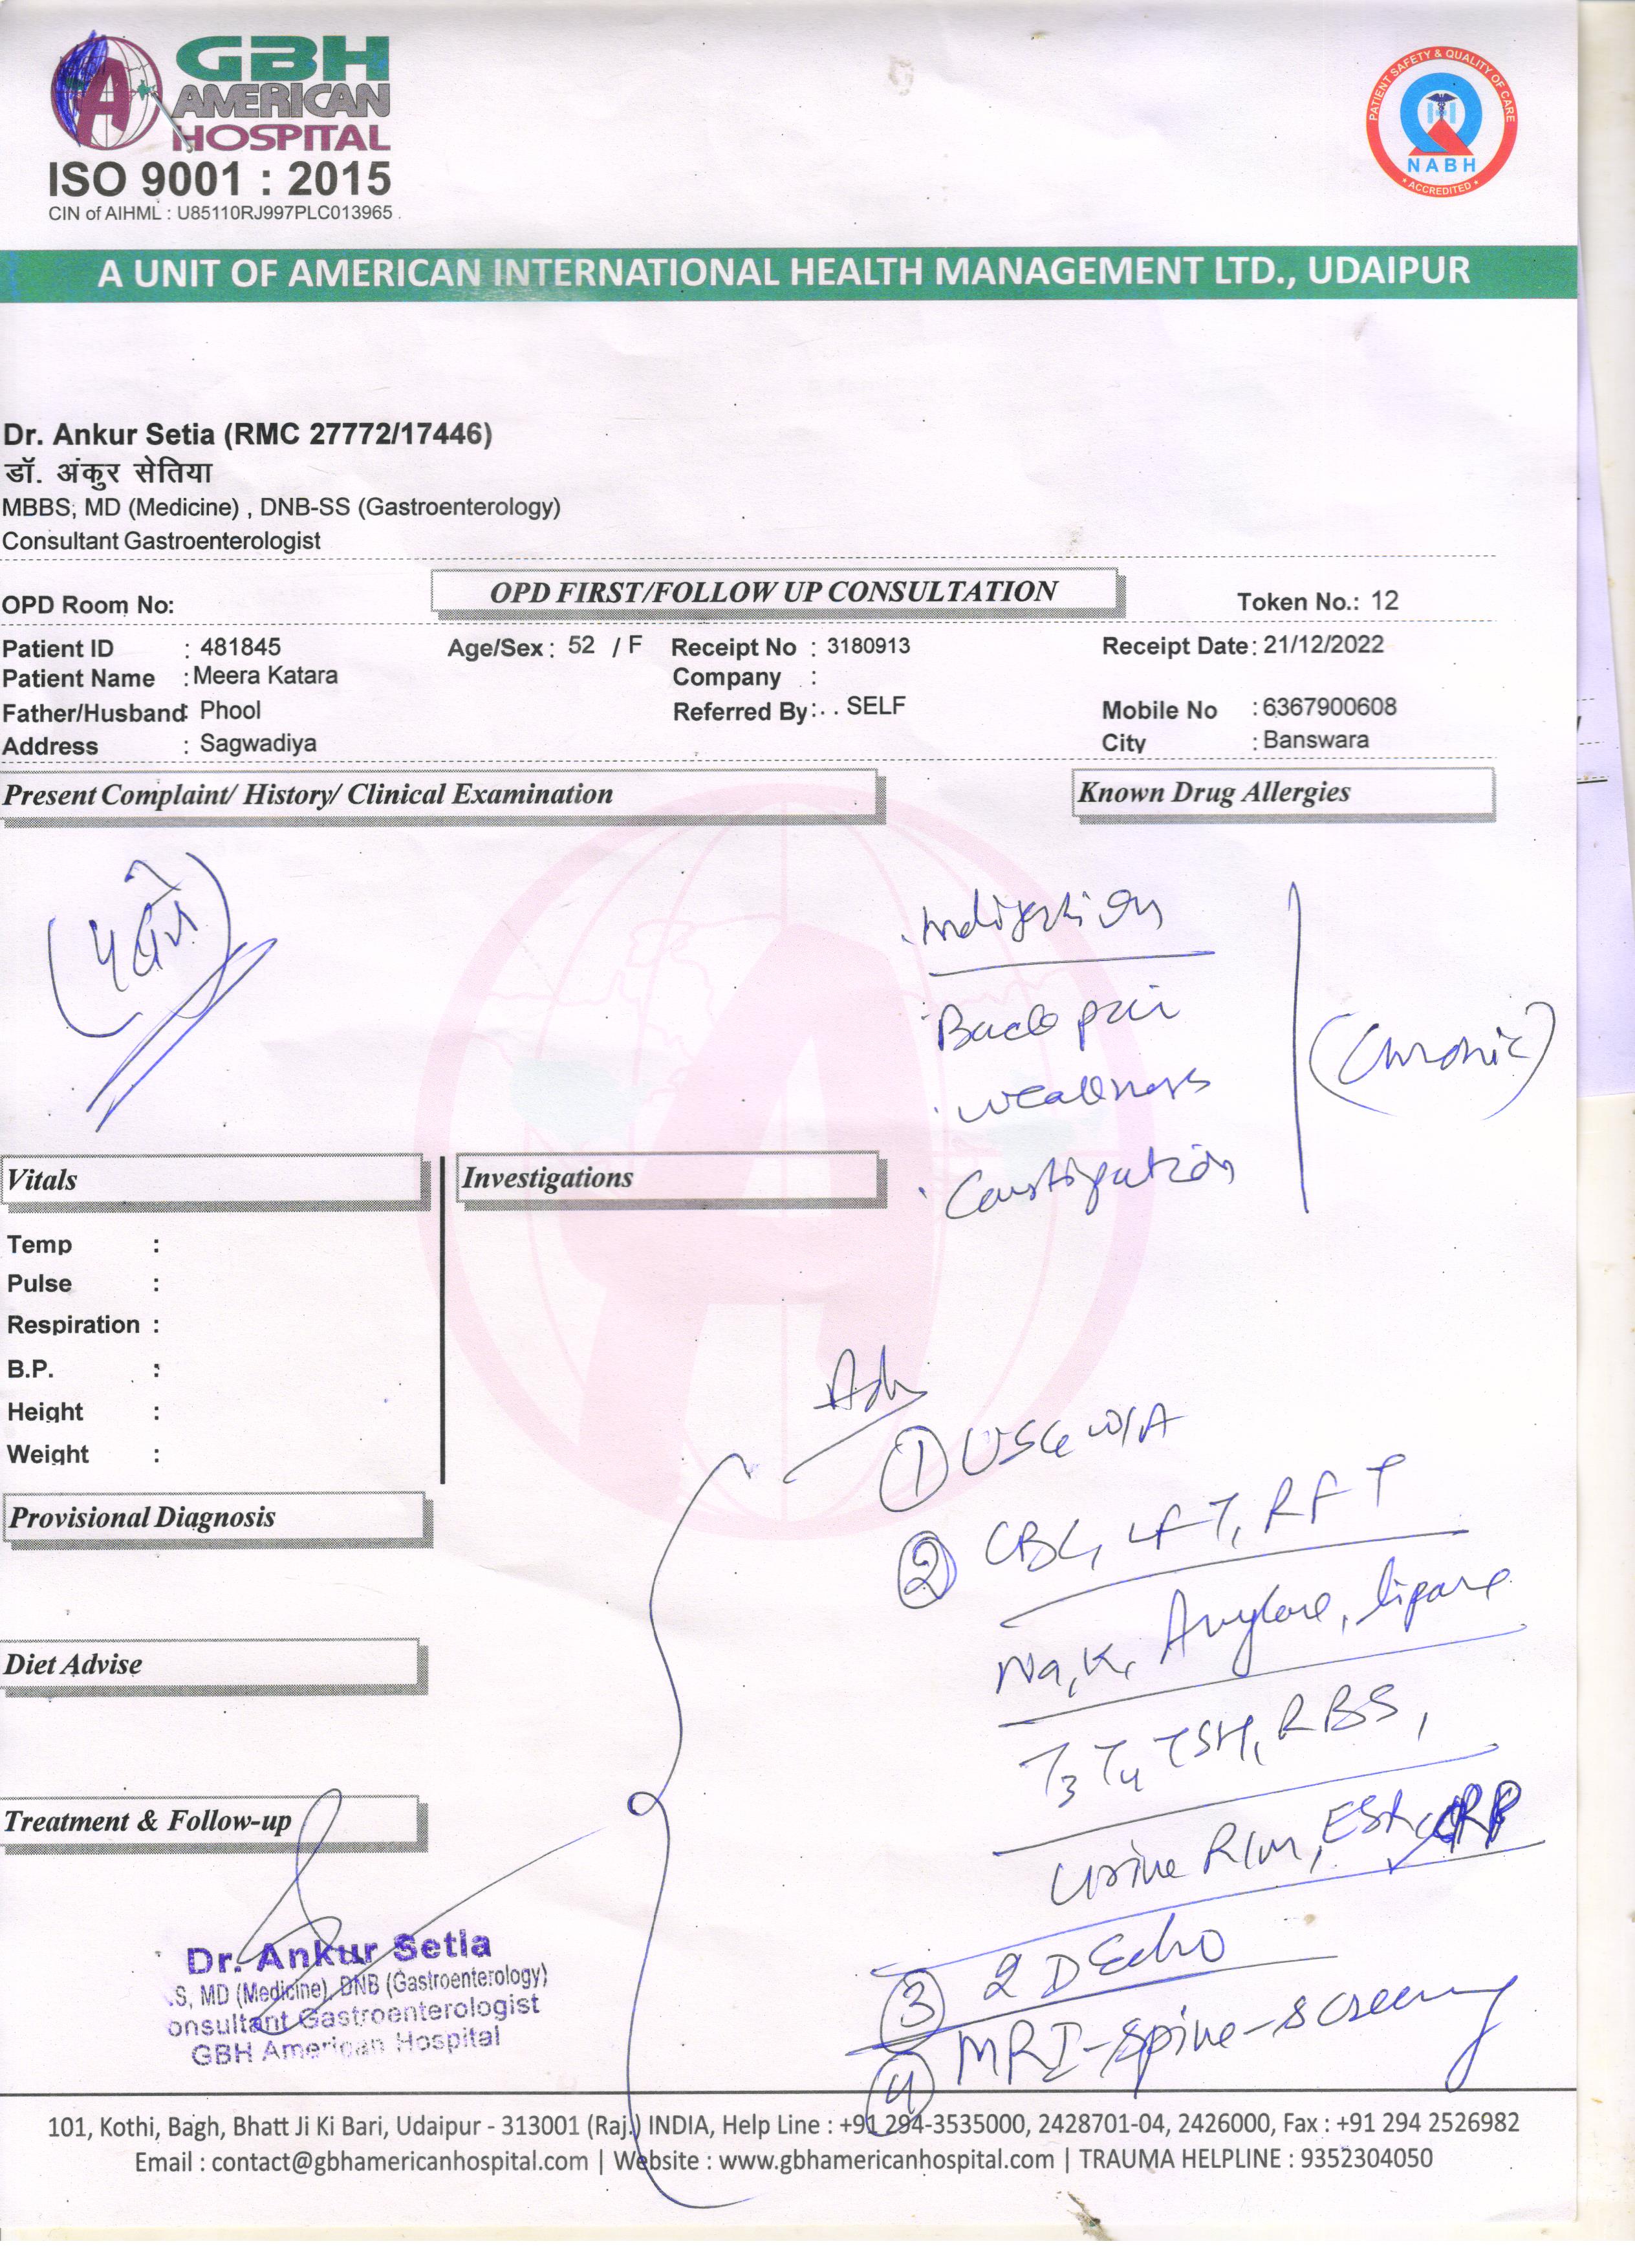 GBH
AMERICAN
HOSPITAL
ISO 9001 : 2015
CIN of AIHML : U85110RJ997PLC013965
PATIENT SAFETY & QUALITY OF CARE
NABH
ACCREDITED
A UNIT OF AMERICAN INTERNATIONAL HEALTH MANAGEMENT LTD., UDAIPUR
Dr. Ankur Setia (RMC 27772/17446)
डॉ. अंकुर सेतिया
MBBS, MD (Medicine) , DNB-SS (Gastroenterology)
Consultant Gastroenterologist
OPD FIRST/FOLLOW UP CONSULTATION
OPD Room No: Token No.: 12
Patient ID : 481845 Age/Sex : 52 / F Receipt No : 3180913 Receipt Date : 21/12/2022
Patient Name : Meera Katara Company :
Father/Husband : Phool Referred By : . . SELF Mobile No : 6367900608
Address : Sagwadiya City : Banswara
Present Complaint/ History/ Clinical Examination Known Drug Allergies
Indigestion
Back pain
weakness
(Chronic)
Constipation
Vitals Investigations
Temp :
Pulse :
Respiration :
B.P. :
Height :
Weight :
Adv
① USG W/A
② CBC, LFT, RFT
Na, K, Amylase, lipase
T3 T4 TSH, RBS,
Urine R/M, ESR, CRP
③ 2D Echo
④ MRI-spine-screening
Provisional Diagnosis
Diet Advise
Treatment & Follow-up
Dr. Ankur Setia
.S, MD (Medicine), DNB (Gastroenterology)
onsultant Gastroenterologist
GBH American Hospital
101, Kothi, Bagh, Bhatt Ji Ki Bari, Udaipur - 313001 (Raj.) INDIA, Help Line : +91 294-3535000, 2428701-04, 2426000, Fax : +91 294 2526982
Email : contact@gbhamericanhospital.com | Website : www.gbhamericanhospital.com | TRAUMA HELPLINE : 9352304050